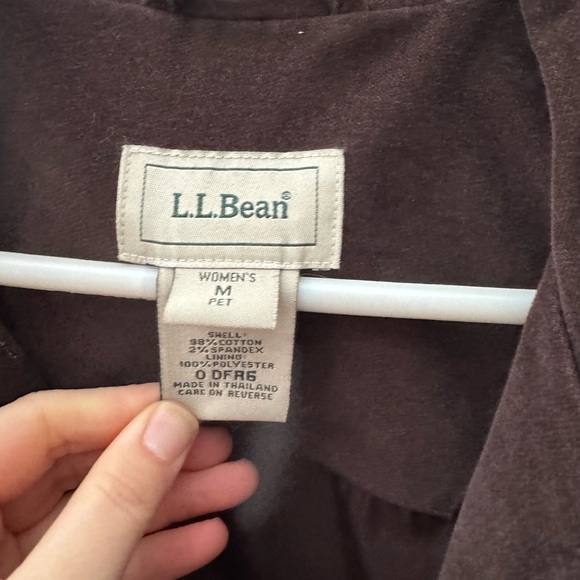 L.L.Bean®
WOMEN'S
M
PET
SHELL:
98% COTTON
2% SPANDEX
LINING:
100% POLYESTER
0 DFR6
MADE IN THAILAND
CARE ON REVERSE